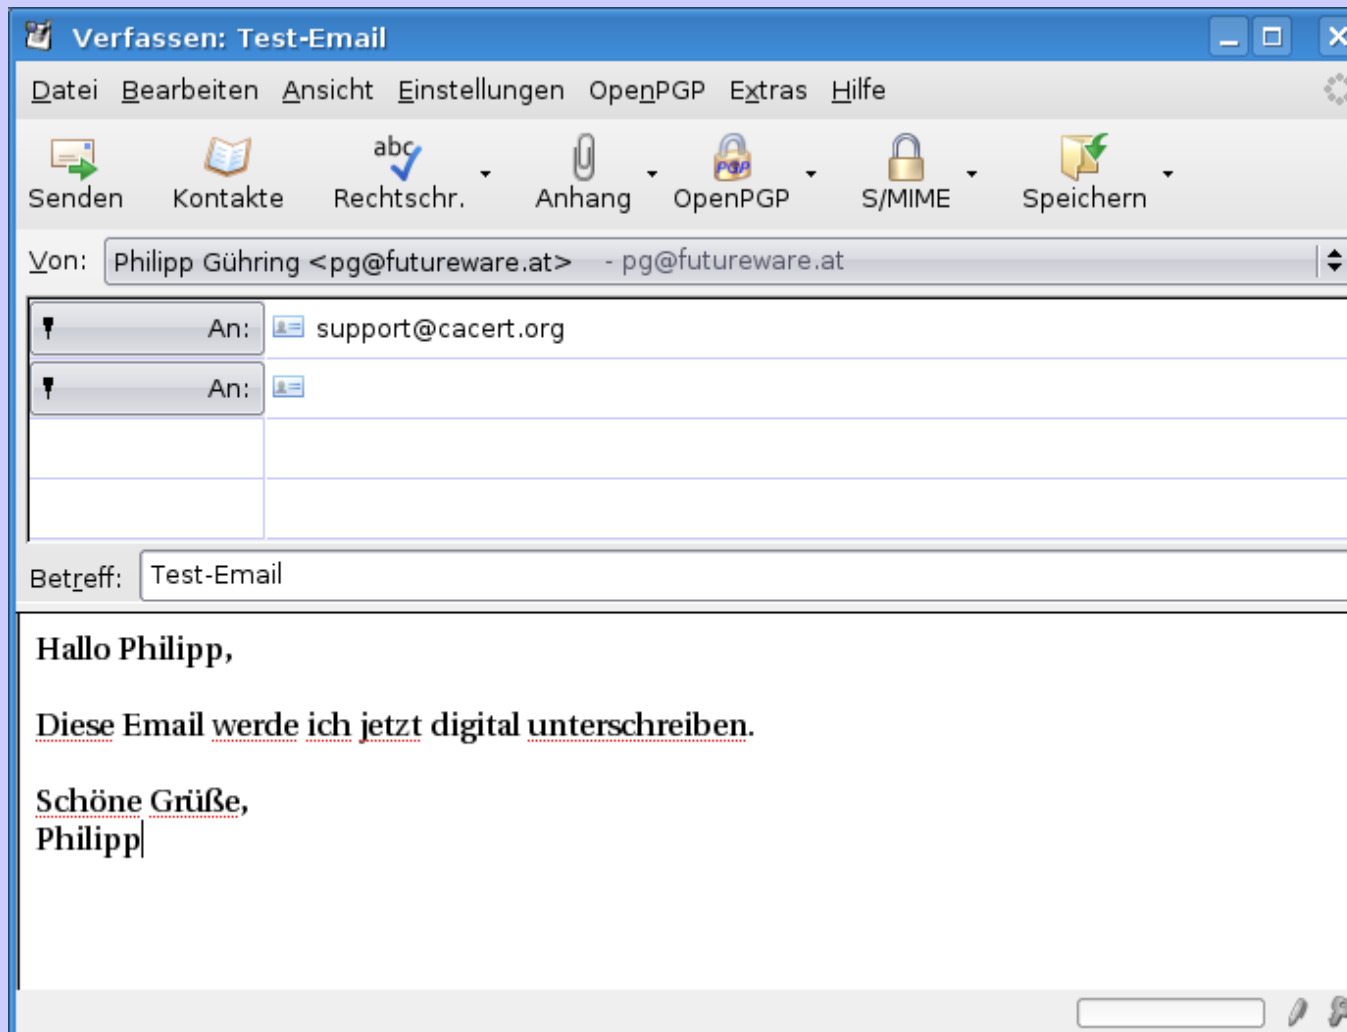 Verfassen: Test-Email
Datei Bearbeiten Ansicht Einstellungen OpenPGP Extras Hilfe
abc
PGP
Senden Kontakte Rechtschr. Anhang OpenPGP S/MIME Speichern
Von: Philipp Gühring <pg@futureware.at> - pg@futureware.at
An: support@cacert.org
An:
Betreff: Test-Email
Hallo Philipp,
Diese Email werde ich jetzt digital unterschreiben.
Schöne Grüße,
Philipp